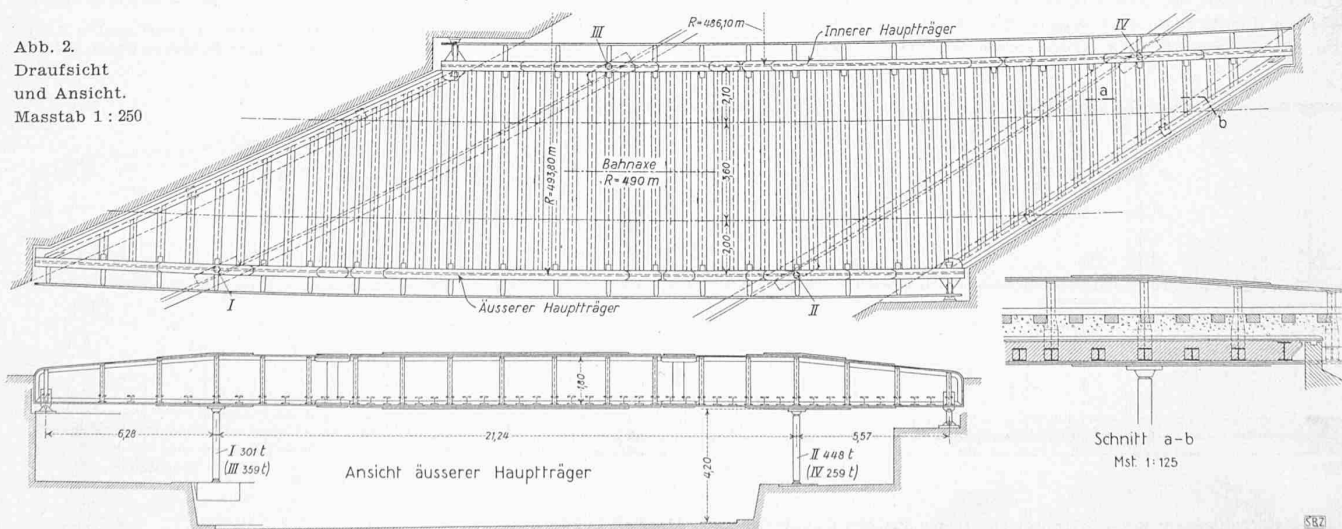 Abb. 2.
Draufsicht
und Ansicht.
Masstab 1 : 250
III
R=486,10m
Innerer Hauptträger
IV
2,10
a
b
R=493,80m
Bahnaxe
R=490 m
3,60
2,00
I
Äusserer Hauptträger
II
1,80
6,28
21,24
5,57
I 301 t
(III 359 t)
Ansicht äusserer Hauptträger
4,20
II 448 t
(IV 259 t)
Schnitt a-b
Mst. 1:125
SBZ